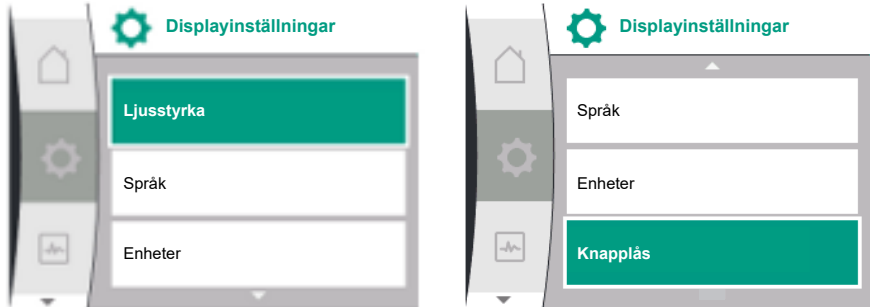 Displayinställningar
Ljusstyrka
Språk
Enheter
Displayinställningar
Språk
Enheter
Knapplås